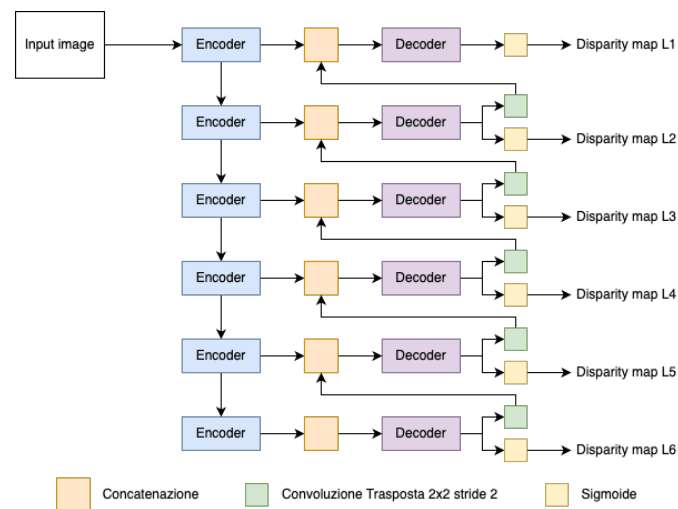 Input image
Encoder
Decoder
Disparity map L1
Encoder
Decoder
Disparity map L2
Encoder
Decoder
Disparity map L3
Encoder
Decoder
Disparity map L4
Encoder
Decoder
Disparity map L5
Encoder
Decoder
Disparity map L6
Concatenazione
Convoluzione Trasposta 2x2 stride 2
Sigmoide